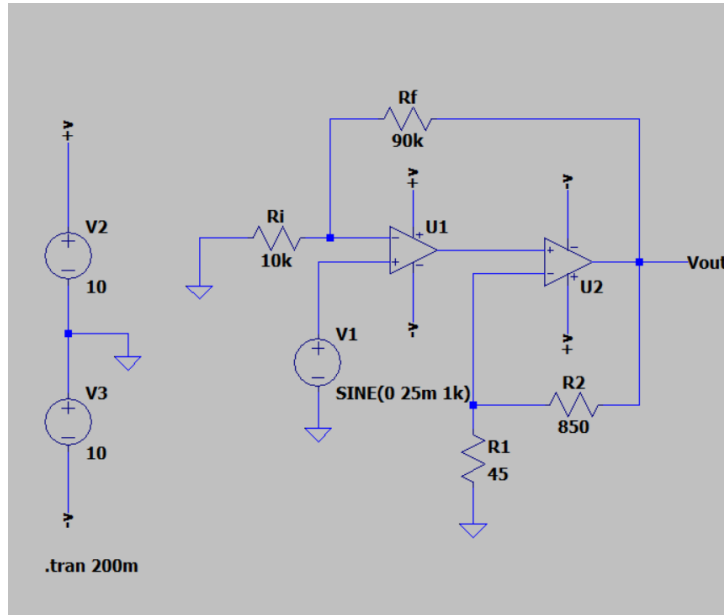 Rf
90k
+v
+v
-v
V2
10
Ri
10k
U1
U2
Vout
V1
SINE(0 25m 1k)
-v
+v
V3
10
R2
850
R1
45
-v
.tran 200m